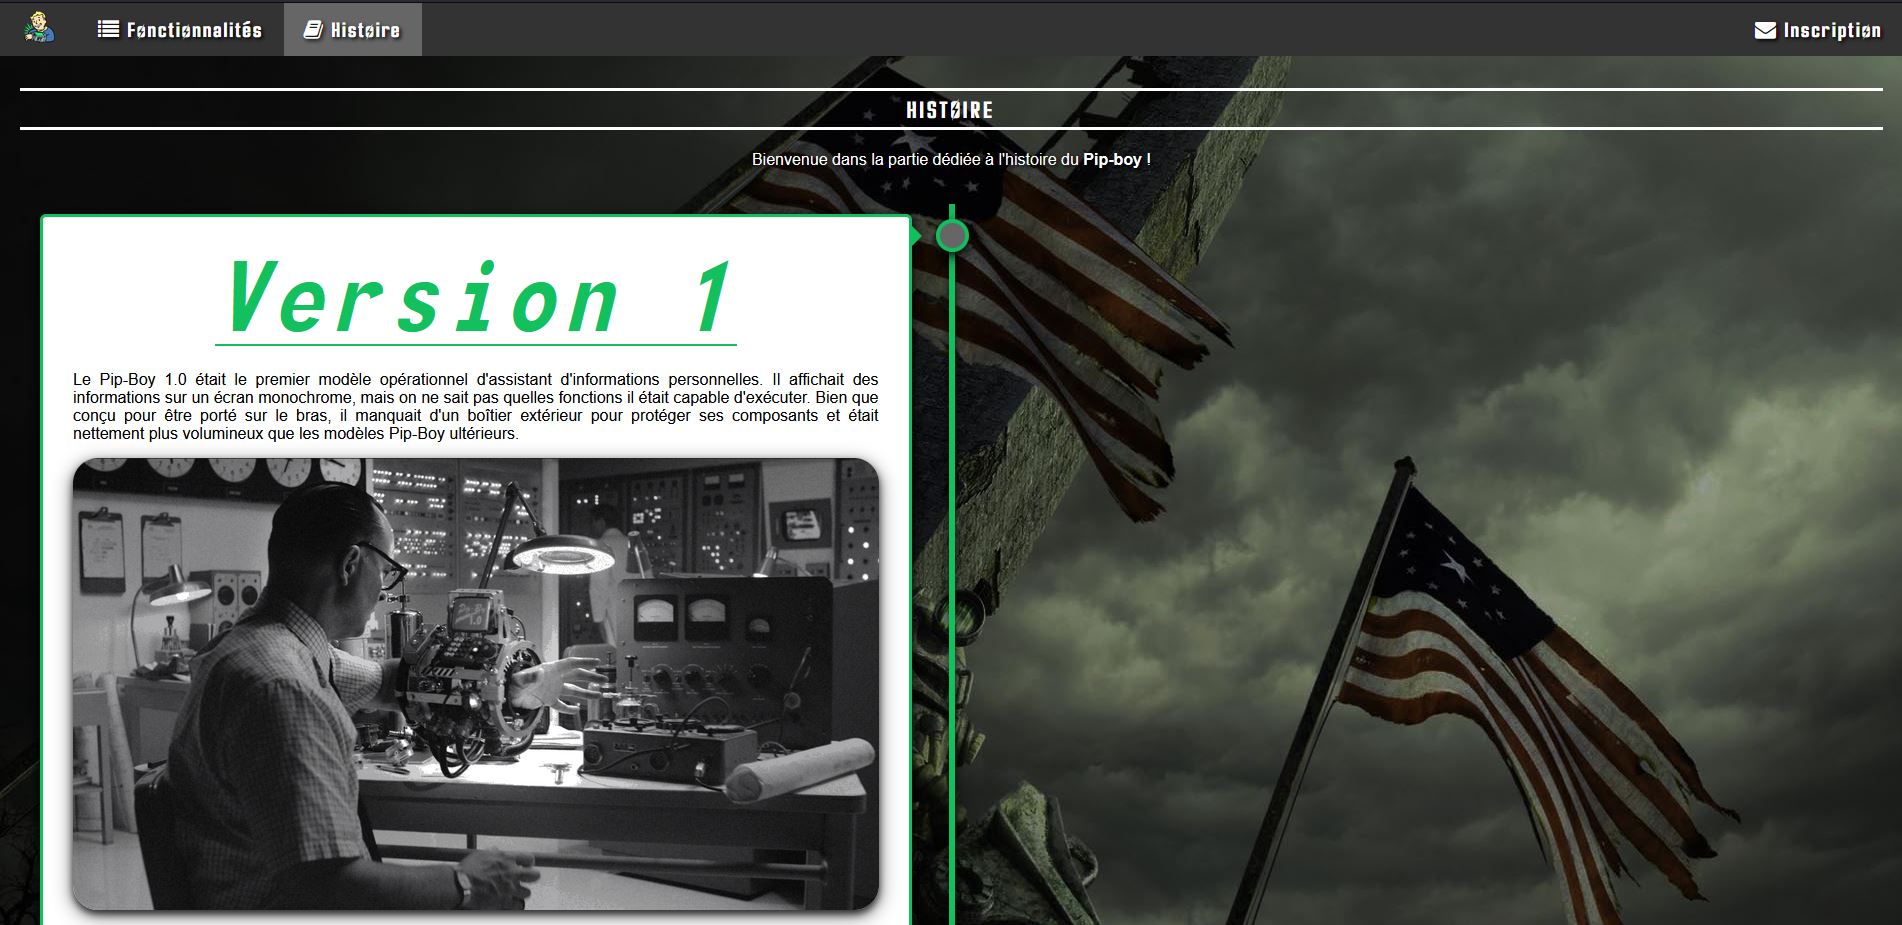 Fonctionnalités
Histoire
Inscription
HISTOIRE
Bienvenue dans la partie dédiée à l'histoire du Pip-boy !
Version 1
Le Pip-Boy 1.0 était le premier modèle opérationnel d'assistant d'informations personnelles. Il affichait des
informations sur un écran monochrome, mais on ne sait pas quelles fonctions il était capable d'exécuter. Bien que
conçu pour être porté sur le bras, il manquait d'un boîtier extérieur pour protéger ses composants et était
nettement plus volumineux que les modèles Pip-Boy ultérieurs.
Pip-Boy
1.0